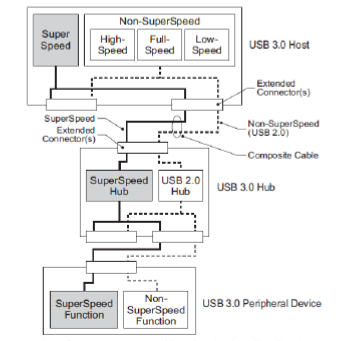 Non-SuperSpeed
Super
Speed
High-
Speed
Full-
Speed
Low-
Speed
USB 3.0 Host
Extended
Connector(s)
SuperSpeed
Non-SuperSpeed
(USB 2.0)
Extended
Connector(s)
Composite Cable
SuperSpeed
Hub
USB 2.0
Hub
USB 3.0 Hub
SuperSpeed
Function
Non-
SuperSpeed
Function
USB 3.0 Peripheral Device